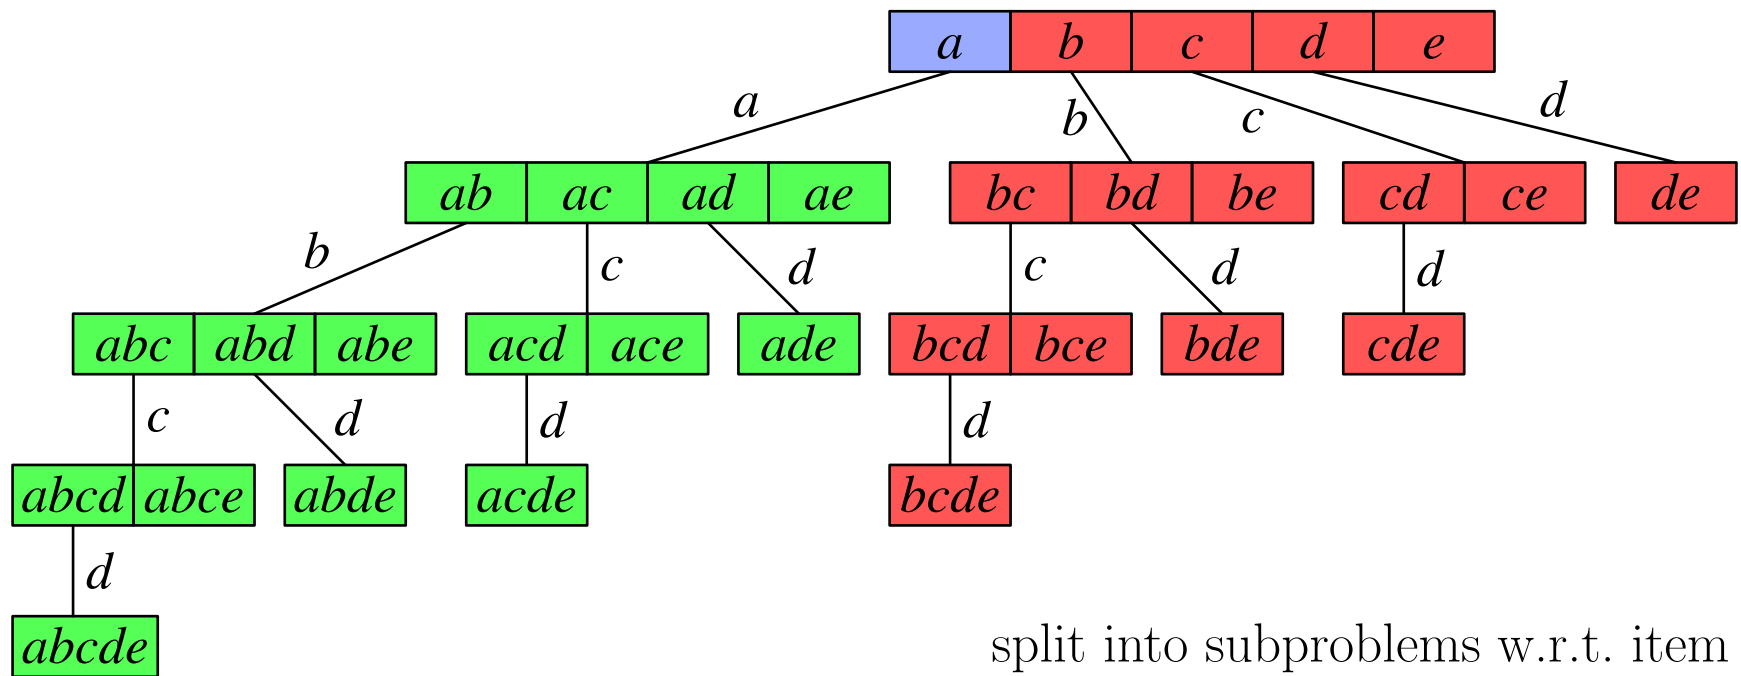 a b c d e
a b c d
ab ac ad ae bc bd be cd ce de
b c d c d d
abc abd abe acd ace ade bcd bce bde cde
c d d d
abcd abce abde acde bcde
d
abcde
split into subproblems w.r.t. item